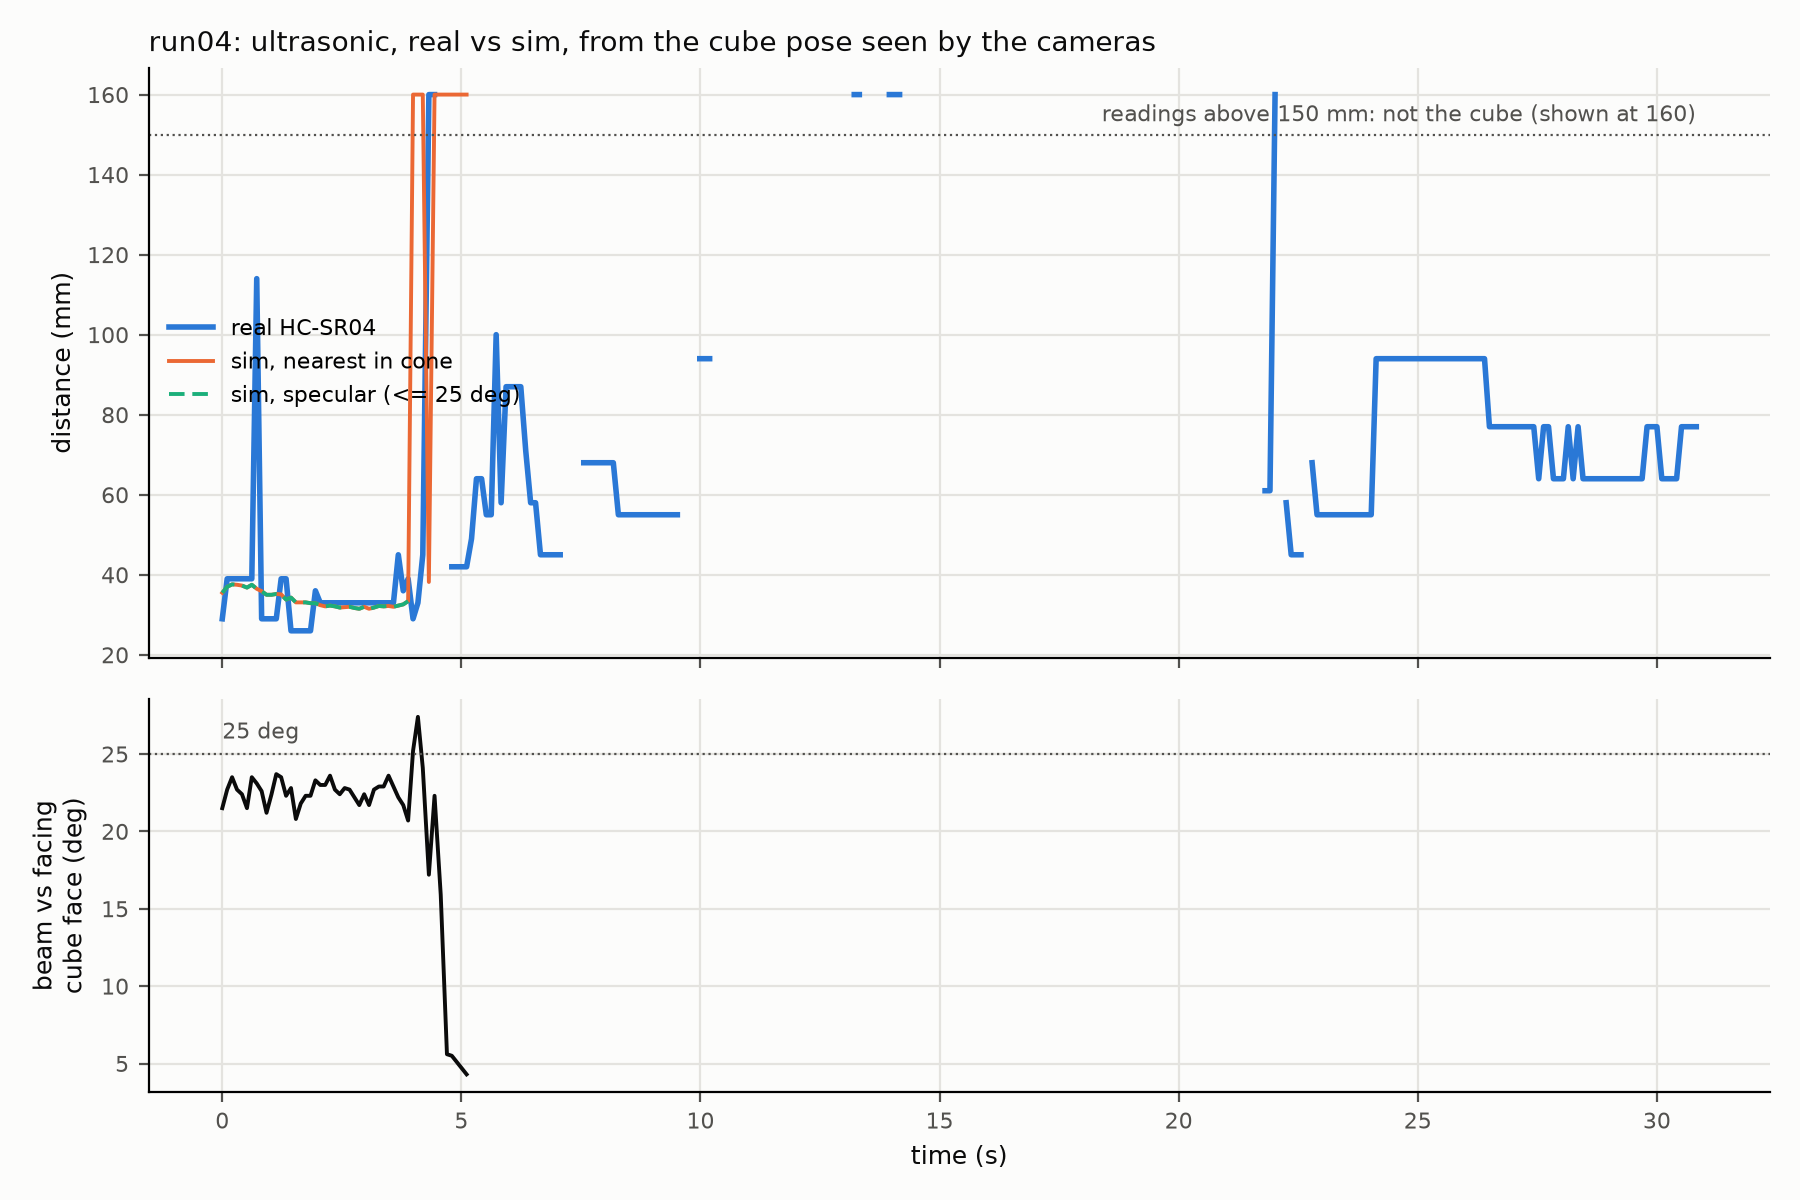 run04: ultrasonic, real vs sim, from the cube pose seen by the cameras
160
readings above 150 mm: not the cube (shown at 160)
140
120
100
80
60
40
20
distance (mm)
real HC-SR04
sim, nearest in cone
sim, specular (<= 25 deg)
25 deg
25
20
15
10
5
beam vs facing
cube face (deg)
0 5 10 15 20 25 30
time (s)